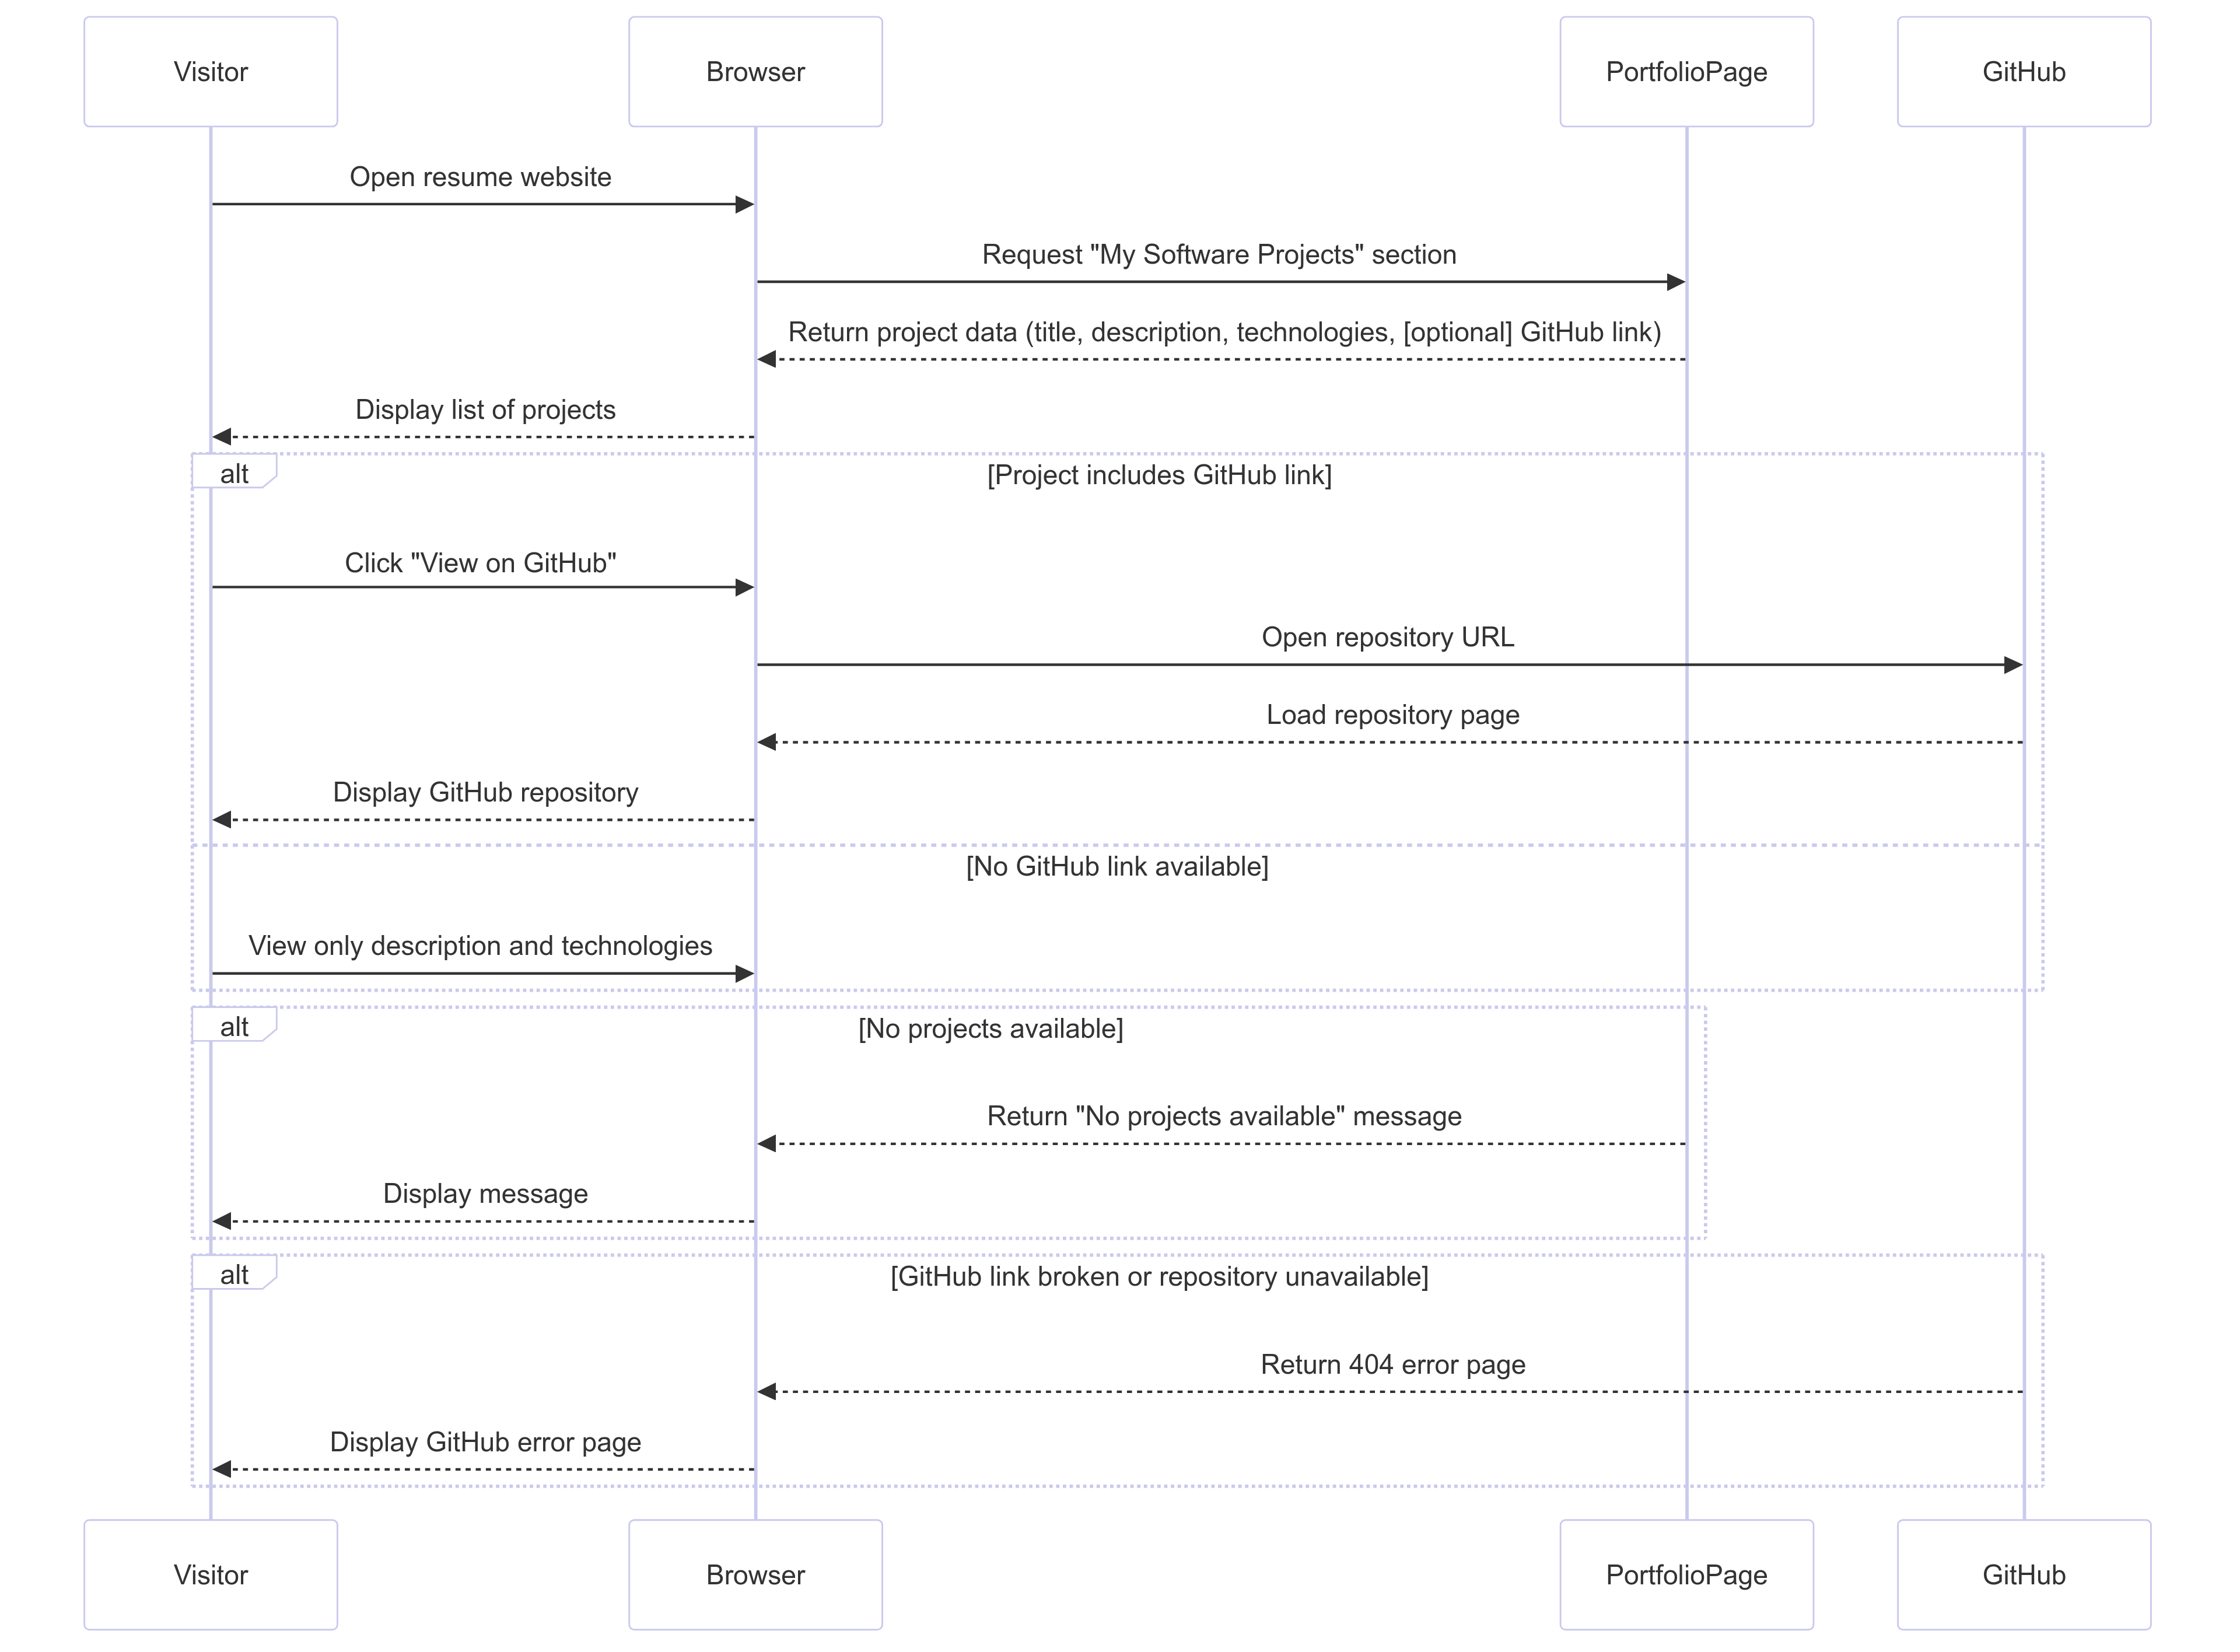 Visitor
Browser
PortfolioPage
GitHub
Open resume website
Request "My Software Projects" section
Return project data (title, description, technologies, [optional] GitHub link)
Display list of projects
alt
[Project includes GitHub link]
Click "View on GitHub"
Open repository URL
Load repository page
Display GitHub repository
[No GitHub link available]
View only description and technologies
alt
[No projects available]
Return "No projects available" message
Display message
alt
[GitHub link broken or repository unavailable]
Return 404 error page
Display GitHub error page
Visitor
Browser
PortfolioPage
GitHub